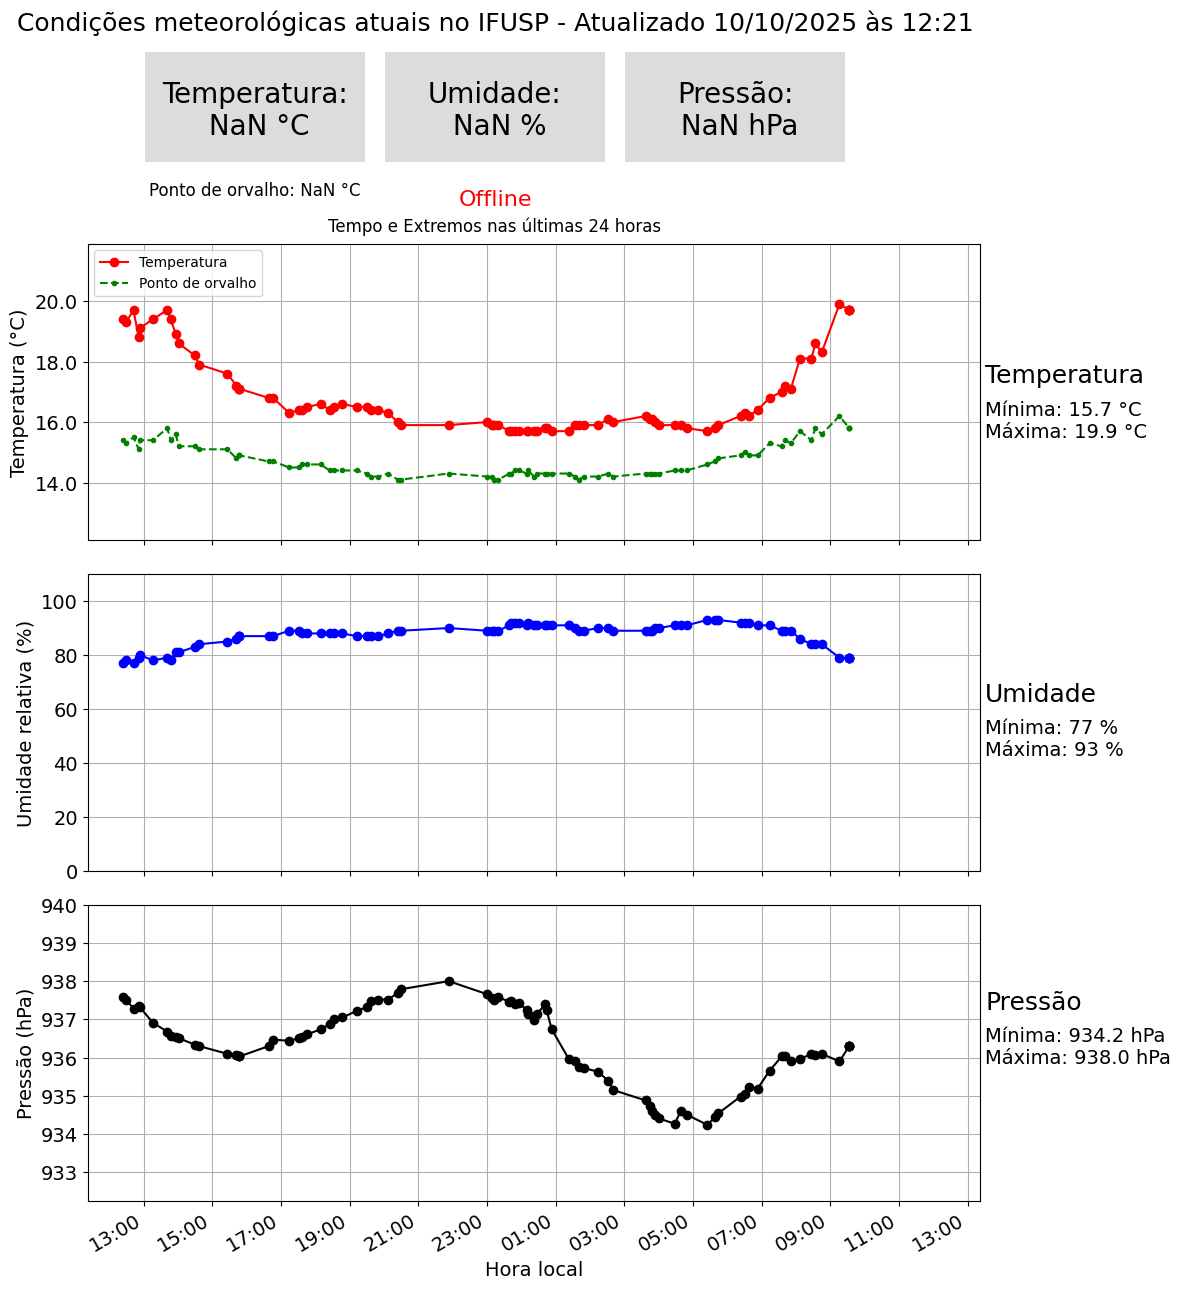 Condições meteorológicas atuais no IFUSP - Atualizado 10/10/2025 às 12:21
Temperatura:
NaN °C
Umidade:
NaN %
Pressão:
NaN hPa
Ponto de orvalho: NaN °C
Offline
Tempo e Extremos nas últimas 24 horas
Temperatura
Ponto de orvalho
Temperatura (°C)
20.0
18.0
16.0
14.0
Temperatura
Mínima: 15.7 °C
Máxima: 19.9 °C
Umidade relativa (%)
100
80
60
40
20
0
Umidade
Mínima: 77 %
Máxima: 93 %
Pressão (hPa)
940
939
938
937
936
935
934
933
Pressão
Mínima: 934.2 hPa
Máxima: 938.0 hPa
13:00
15:00
17:00
19:00
21:00
23:00
01:00
03:00
05:00
07:00
09:00
11:00
13:00
Hora local